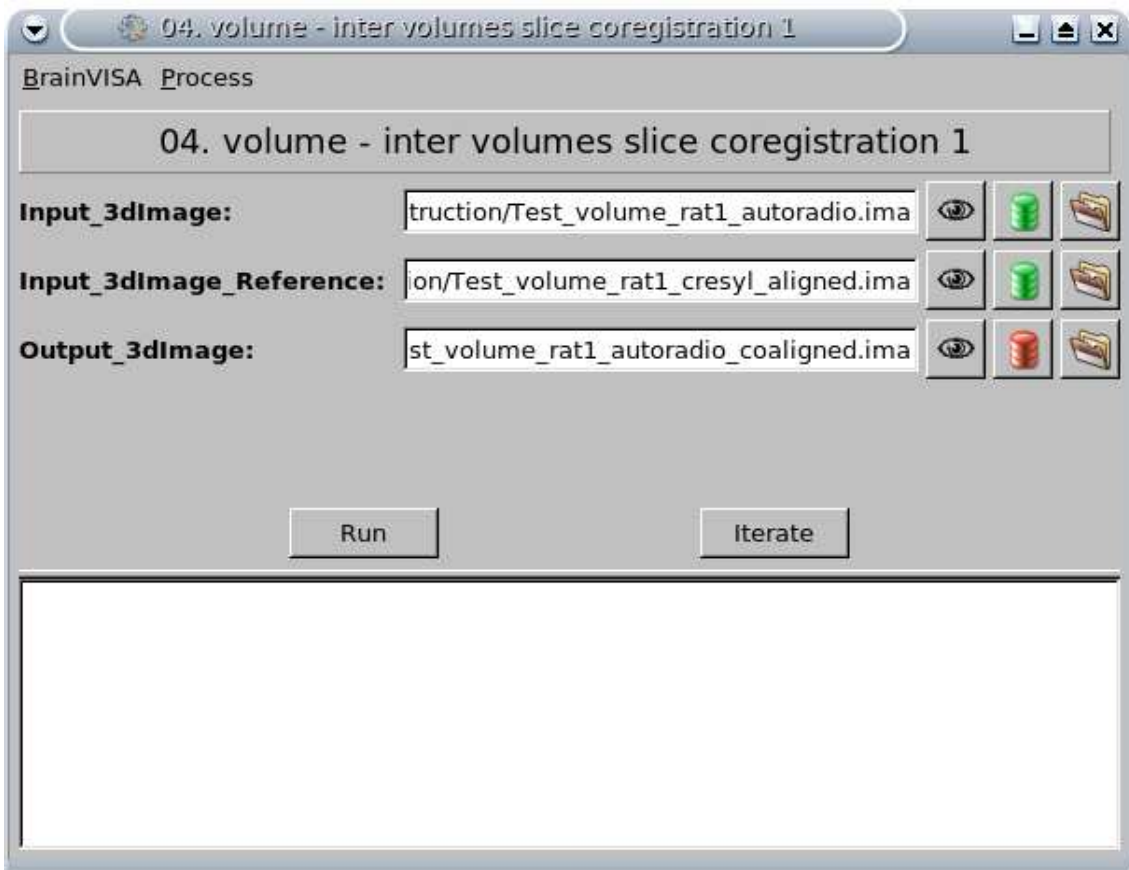 04. volume - inter volumes slice coregistration 1
BrainVISA Process
04. volume - inter volumes slice coregistration 1
Input_3dImage: truction/Test_volume_rat1_autoradio.ima
Input_3dImage_Reference: ion/Test_volume_rat1_cresyl_aligned.ima
Output_3dImage: st_volume_rat1_autoradio_coaligned.ima
Run Iterate